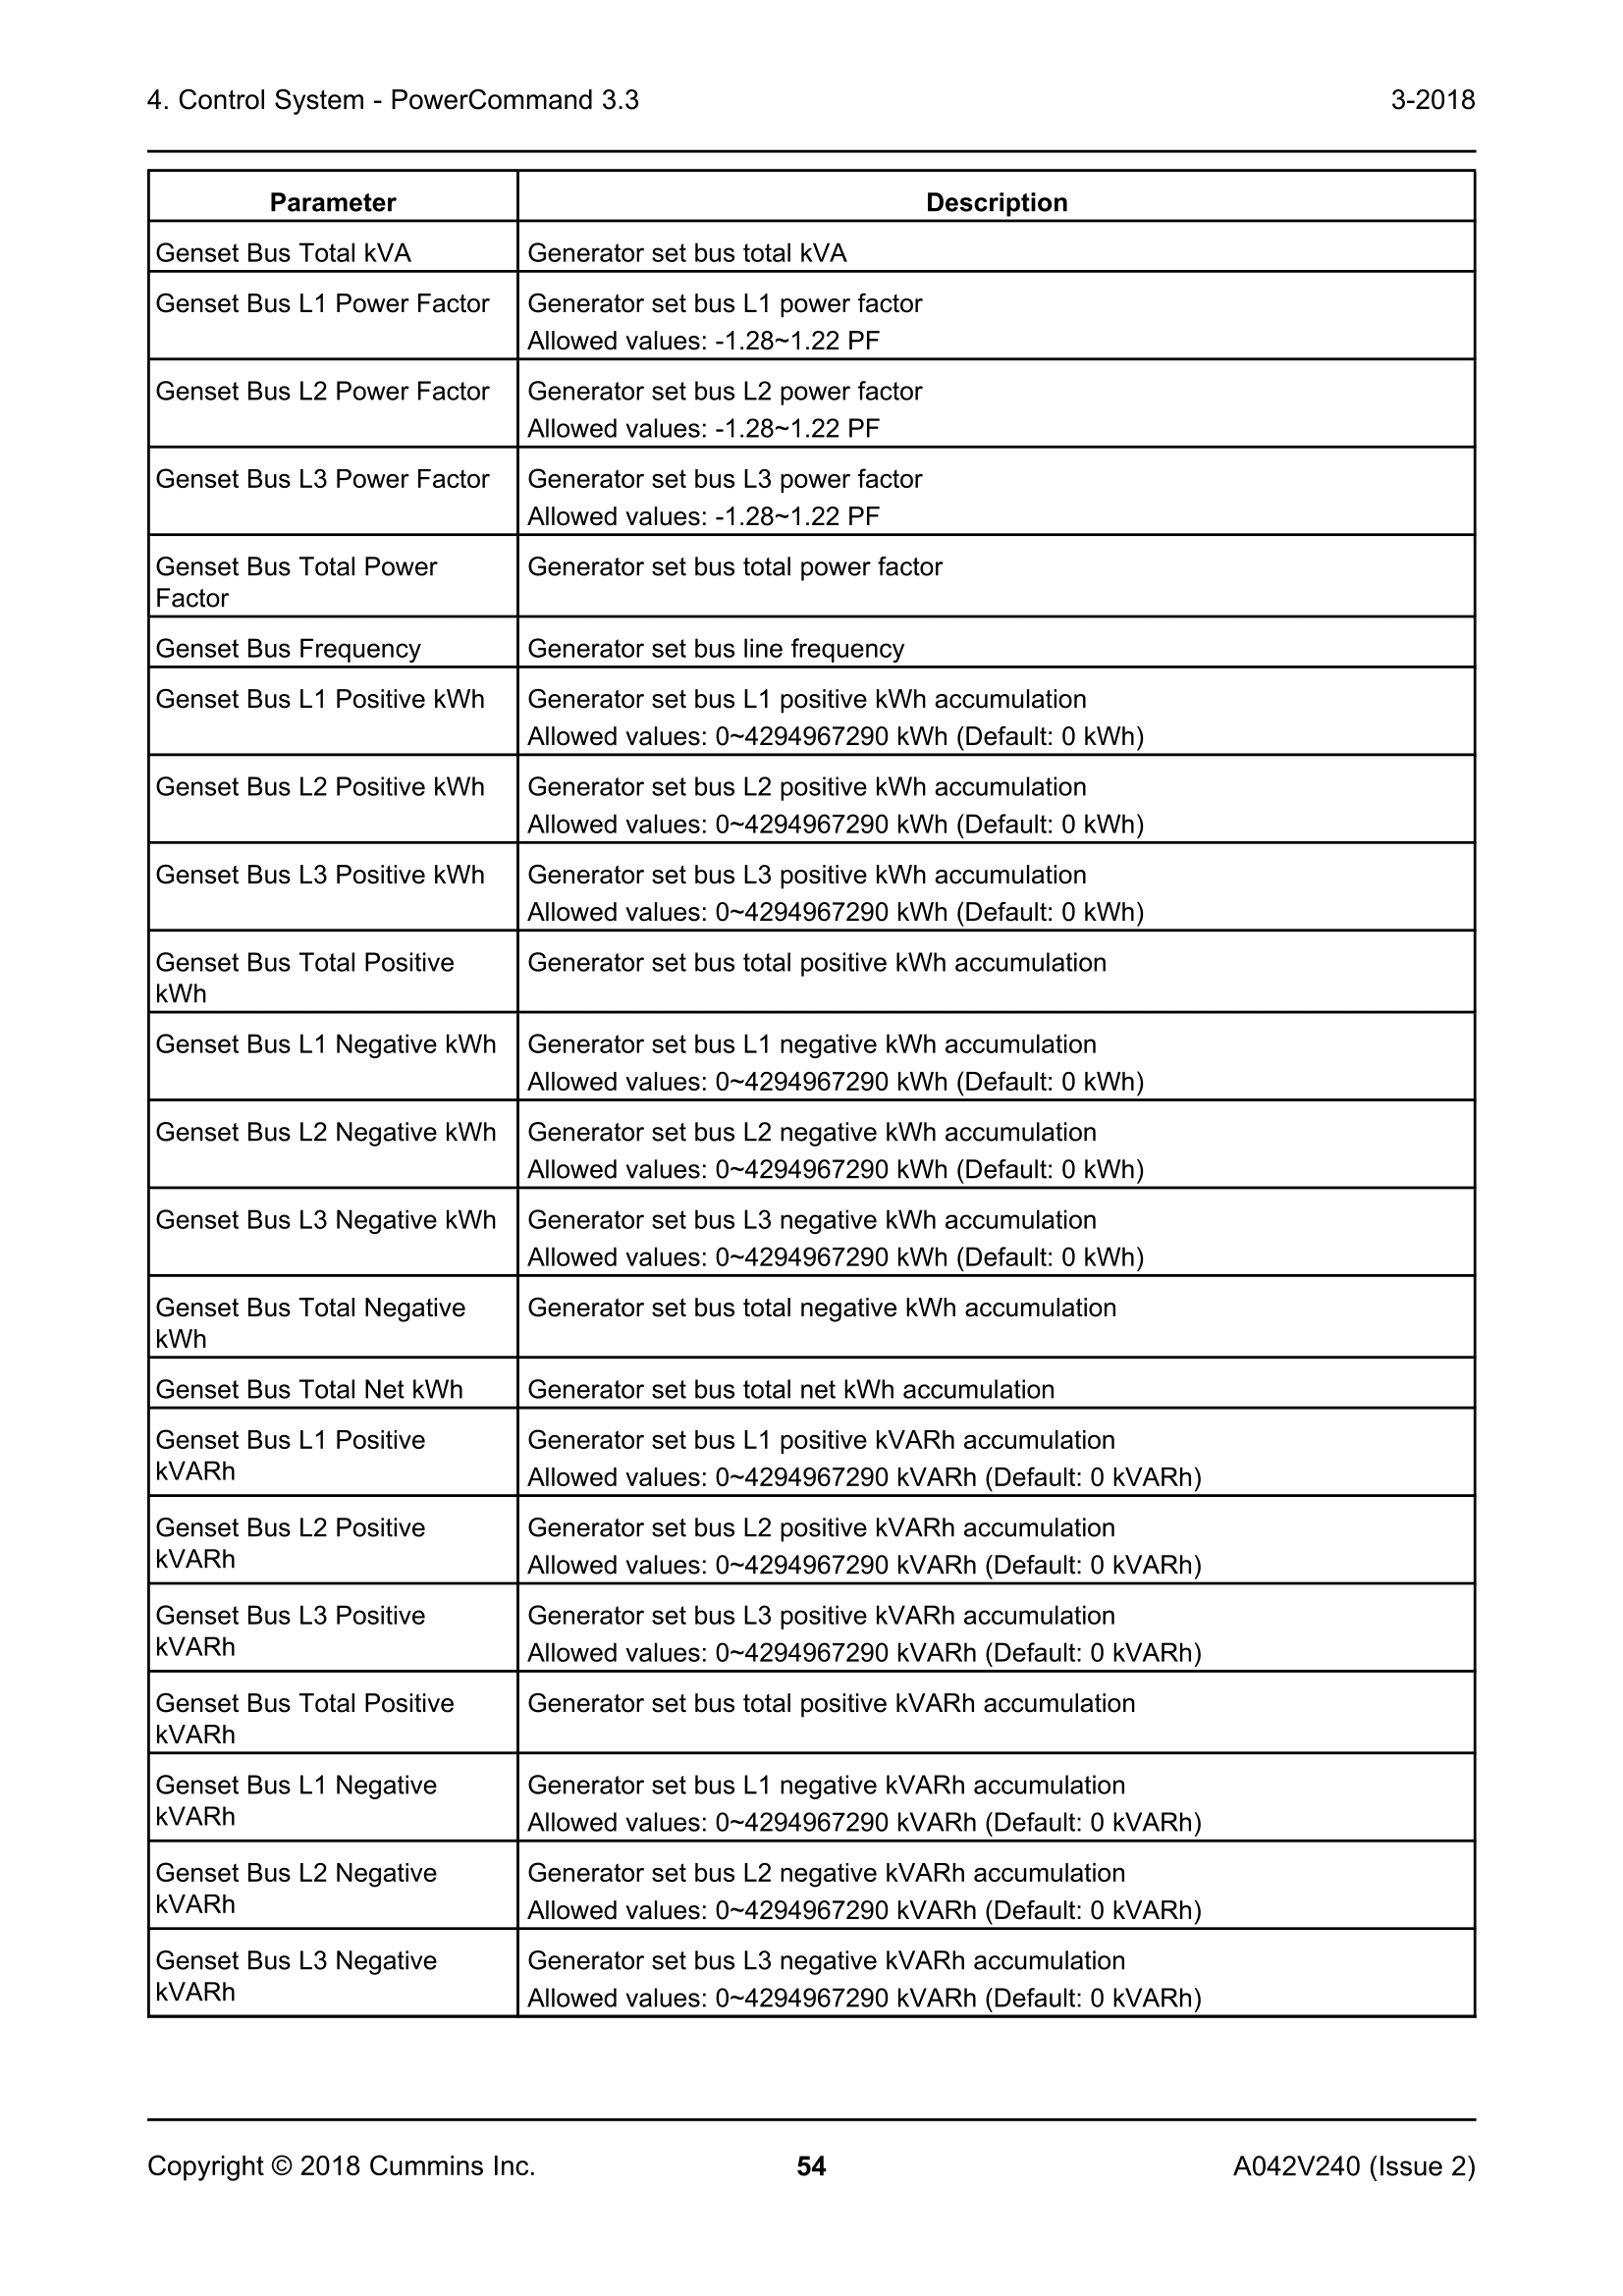 4. Control System - PowerCommand 3.3 3-2018
Parameter Description
Genset Bus Total kVA Generator set bus total kVA
Genset Bus L1 Power Factor Generator set bus L1 power factor
Allowed values: -1.28~1.22 PF
Genset Bus L2 Power Factor Generator set bus L2 power factor
Allowed values: -1.28~1.22 PF
Genset Bus L3 Power Factor Generator set bus L3 power factor
Allowed values: -1.28~1.22 PF
Genset Bus Total Power Generator set bus total power factor
Factor
Genset Bus Frequency Generator set bus line frequency
Genset Bus L1 Positive kWh Generator set bus L1 positive kWh accumulation
Allowed values: 0~4294967290 kWh (Default: 0 kWh)
Genset Bus L2 Positive kWh Generator set bus L2 positive kWh accumulation
Allowed values: 0~4294967290 kWh (Default: 0 kWh)
Genset Bus L3 Positive kWh Generator set bus L3 positive kWh accumulation
Allowed values: 0~4294967290 kWh (Default: 0 kWh)
Genset Bus Total Positive Generator set bus total positive kWh accumulation
kWh
Genset Bus L1 Negative kWh Generator set bus L1 negative kWh accumulation
Allowed values: 0~4294967290 kWh (Default: 0 kWh)
Genset Bus L2 Negative kWh Generator set bus L2 negative kWh accumulation
Allowed values: 0~4294967290 kWh (Default: 0 kWh)
Genset Bus L3 Negative kWh Generator set bus L3 negative kWh accumulation
Allowed values: 0~4294967290 kWh (Default: 0 kWh)
Genset Bus Total Negative Generator set bus total negative kWh accumulation
kWh
Genset Bus Total Net kWh Generator set bus total net kWh accumulation
Genset Bus L1 Positive Generator set bus L1 positive kVARh accumulation
kVARh Allowed values: 0~4294967290 kVARh (Default: 0 kVARh)
Genset Bus L2 Positive Generator set bus L2 positive kVARh accumulation
kVARh Allowed values: 0~4294967290 kVARh (Default: 0 kVARh)
Genset Bus L3 Positive Generator set bus L3 positive kVARh accumulation
kVARh Allowed values: 0~4294967290 kVARh (Default: 0 kVARh)
Genset Bus Total Positive Generator set bus total positive kVARh accumulation
kVARh
Genset Bus L1 Negative Generator set bus L1 negative kVARh accumulation
kVARh Allowed values: 0~4294967290 kVARh (Default: 0 kVARh)
Genset Bus L2 Negative Generator set bus L2 negative kVARh accumulation
kVARh Allowed values: 0~4294967290 kVARh (Default: 0 kVARh)
Genset Bus L3 Negative Generator set bus L3 negative kVARh accumulation
kVARh Allowed values: 0~4294967290 kVARh (Default: 0 kVARh)
Copyright © 2018 Cummins Inc. 54 A042V240 (Issue 2)